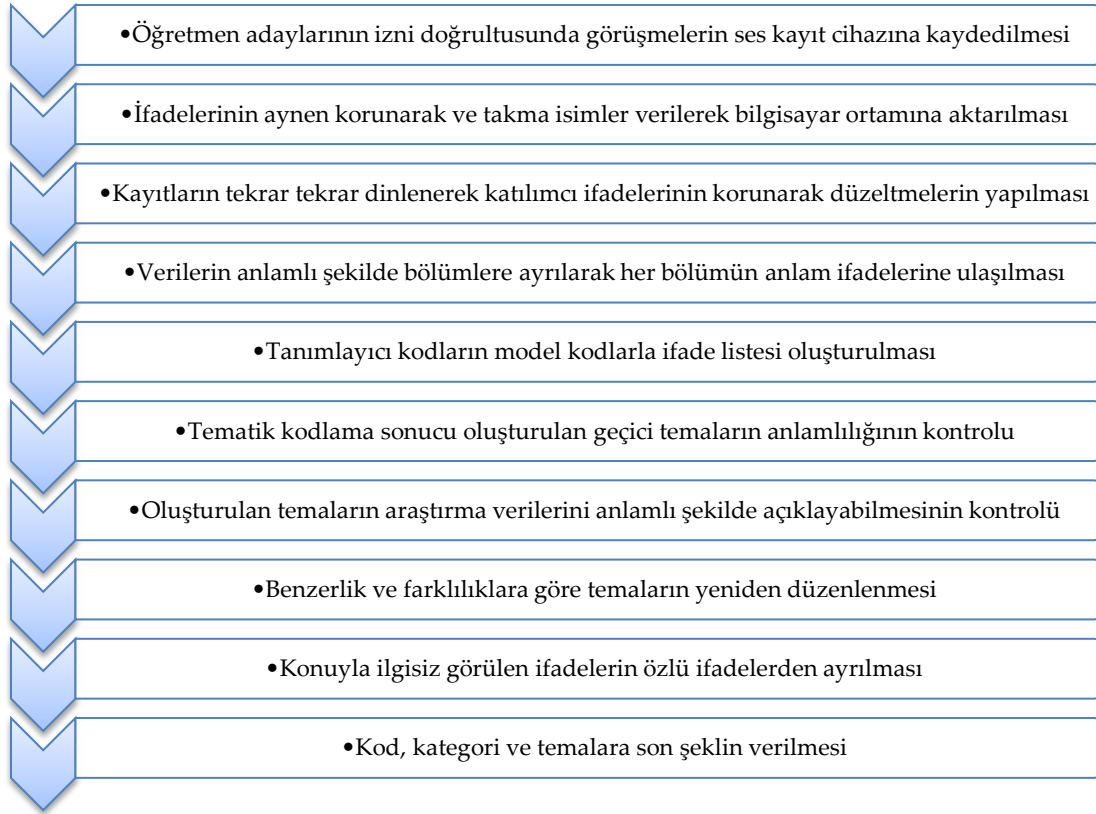 •Öğretmen adaylarının izni doğrultusunda görüşmelerin ses kayıt cihazına kaydedilmesi
•İfadelerinin aynen korunarak ve takma isimler verilerek bilgisayar ortamına aktarılması
•Kayıtların tekrar tekrar dinlenerek katılımcı ifadelerinin korunarak düzeltmelerin yapılması
•Verilerin anlamlı şekilde bölümlere ayrılarak her bölümün anlam ifadelerine ulaşılması
•Tanımlayıcı kodların model kodlarla ifade listesi oluşturulması
•Tematik kodlama sonucu oluşturulan geçici temaların anlamlılığının kontrolu
•Oluşturulan temaların araştırma verilerini anlamlı şekilde açıklayabilmesinin kontrolü
•Benzerlik ve farklılıklara göre temaların yeniden düzenlenmesi
•Konuyla ilgisiz görülen ifadelerin özlü ifadelerden ayrılması
•Kod, kategori ve temalara son şeklin verilmesi